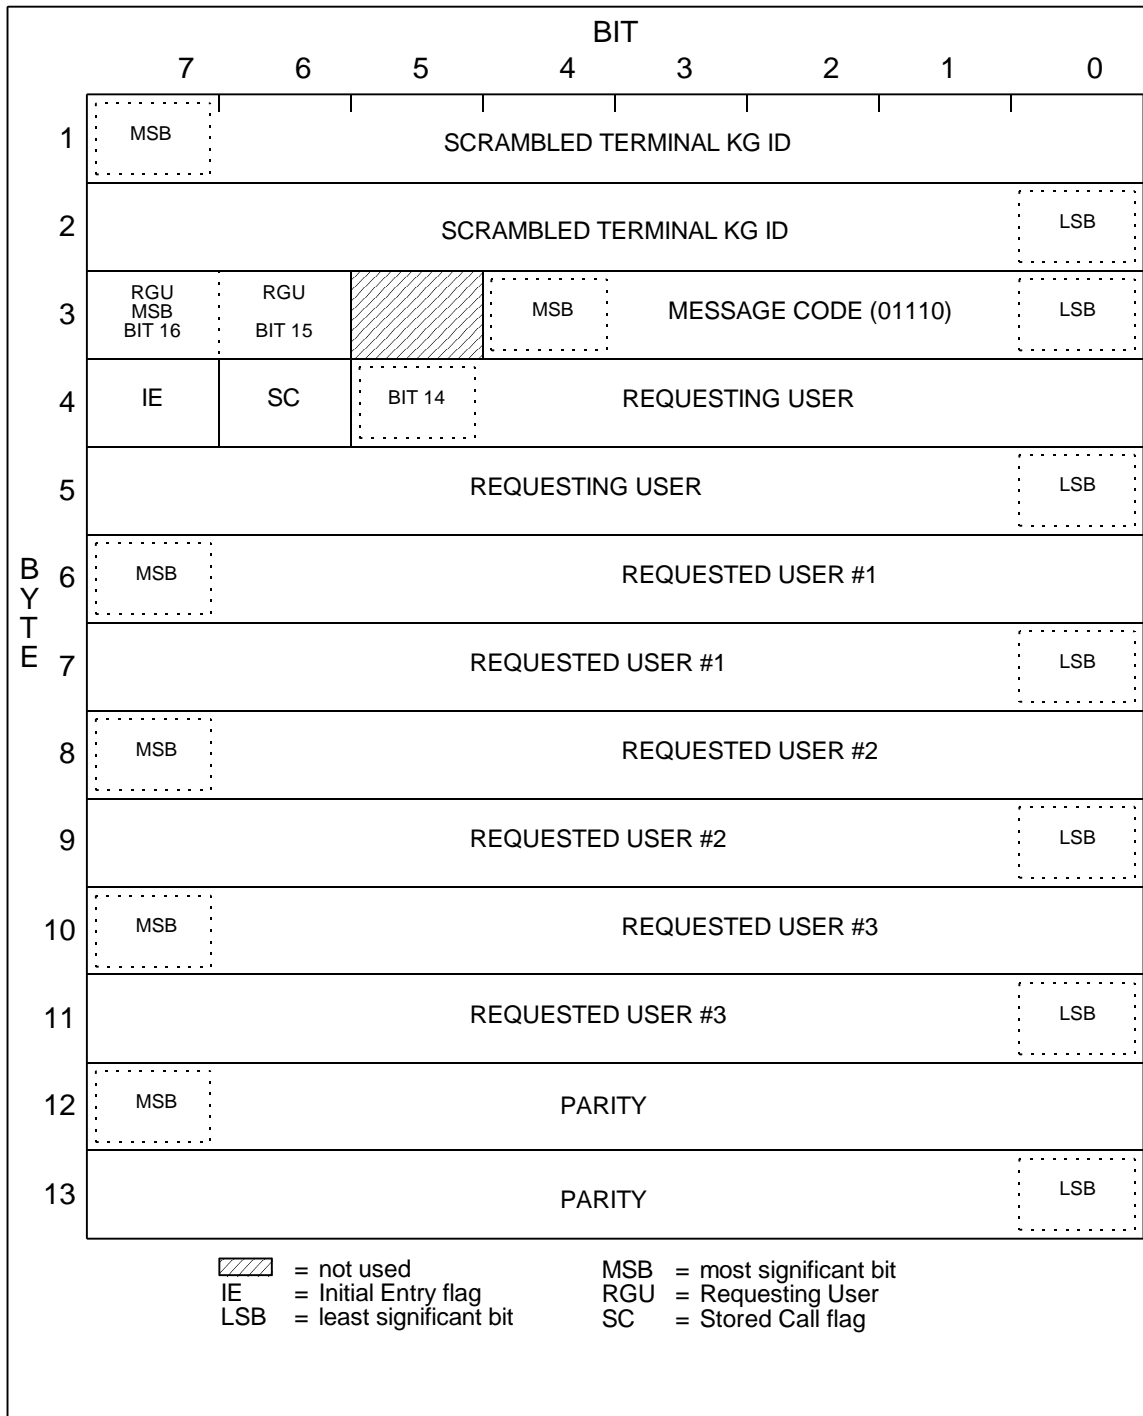 BIT
7 6 5 4 3 2 1 0
1 MSB SCRAMBLED TERMINAL KG ID
2 SCRAMBLED TERMINAL KG ID LSB
3 RGU MSB BIT 16 RGU BIT 15 MSB MESSAGE CODE (01110) LSB
4 IE SC BIT 14 REQUESTING USER
5 REQUESTING USER LSB
BYTE
6 MSB REQUESTED USER #1
7 REQUESTED USER #1 LSB
8 MSB REQUESTED USER #2
9 REQUESTED USER #2 LSB
10 MSB REQUESTED USER #3
11 REQUESTED USER #3 LSB
12 MSB PARITY
13 PARITY LSB
= not used MSB = most significant bit
IE = Initial Entry flag RGU = Requesting User
LSB = least significant bit SC = Stored Call flag